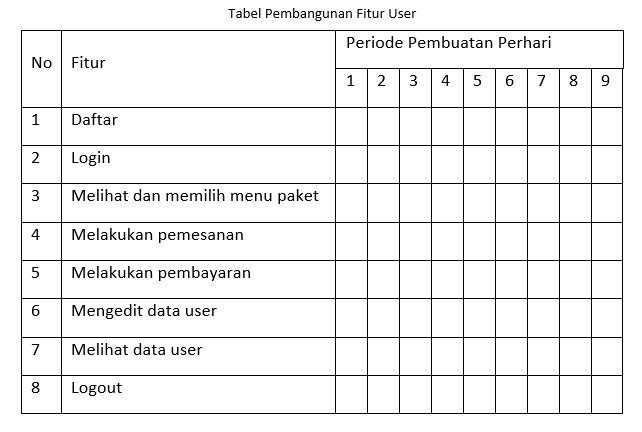 Tabel Pembangunan Fitur User
No Fitur Periode Pembuatan Perhari
1 2 3 4 5 6 7 8 9
1 Daftar
2 Login
3 Melihat dan memilih menu paket
4 Melakukan pemesanan
5 Melakukan pembayaran
6 Mengedit data user
7 Melihat data user
8 Logout